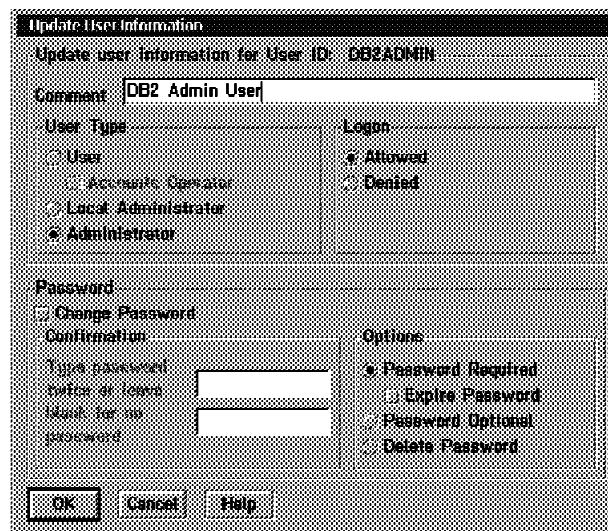 Update User Information
Update user information for User ID: DB2ADMIN
Comment DB2 Admin User
User Type
Logon
User
Allowed
Accounts Operator
Denied
Local Administrator
Administrator
Password
Change Password
Confirmation
Options
Type password
twice or leave
blank for no
password
Password Required
Expire Password
Password Optional
Delete Password
OK Cancel Help